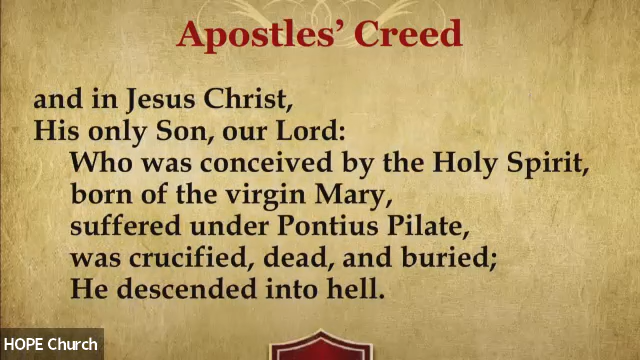 Apostles’ Creed
and in Jesus Christ,
His only Son, our Lord:
Who was conceived by the Holy Spirit,
born of the virgin Mary,
suffered under Pontius Pilate,
was crucified, dead, and buried;
He descended into hell.
HOPE Church